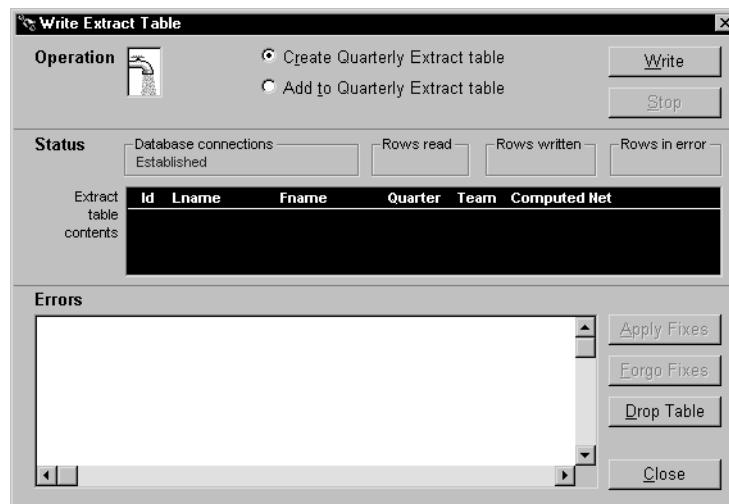 Write Extract Table
Operation
Create Quarterly Extract table
Add to Quarterly Extract table
Write
Stop
Status
Database connections
Established
Rows read
Rows written
Rows in error
Extract
table
contents
Id Lname Fname Quarter Team Computed Net
Errors
Apply Fixes
Forgo Fixes
Drop Table
Close